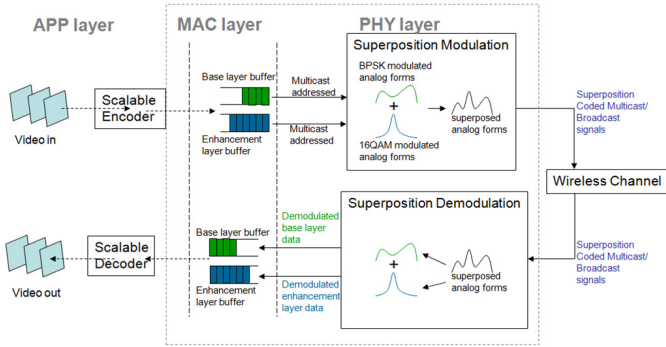 APP layer
MAC layer
PHY layer
Superposition Modulation
Base layer buffer
Multicast
addressed
BPSK modulated
analog forms
Scalable
Encoder
+
superposed
analog forms
Superposition
Coded Multicast/
Broadcast
signals
Video in
Enhancement
layer buffer
Multicast
addressed
16QAM modulated
analog forms
Wireless Channel
Superposition Demodulation
Base layer buffer
Demodulated
base layer
data
Scalable
Decoder
+
superposed
analog forms
Superposition
Coded Multicast/
Broadcast
signals
Video out
Enhancement
layer buffer
Demodulated
enhancement
layer data